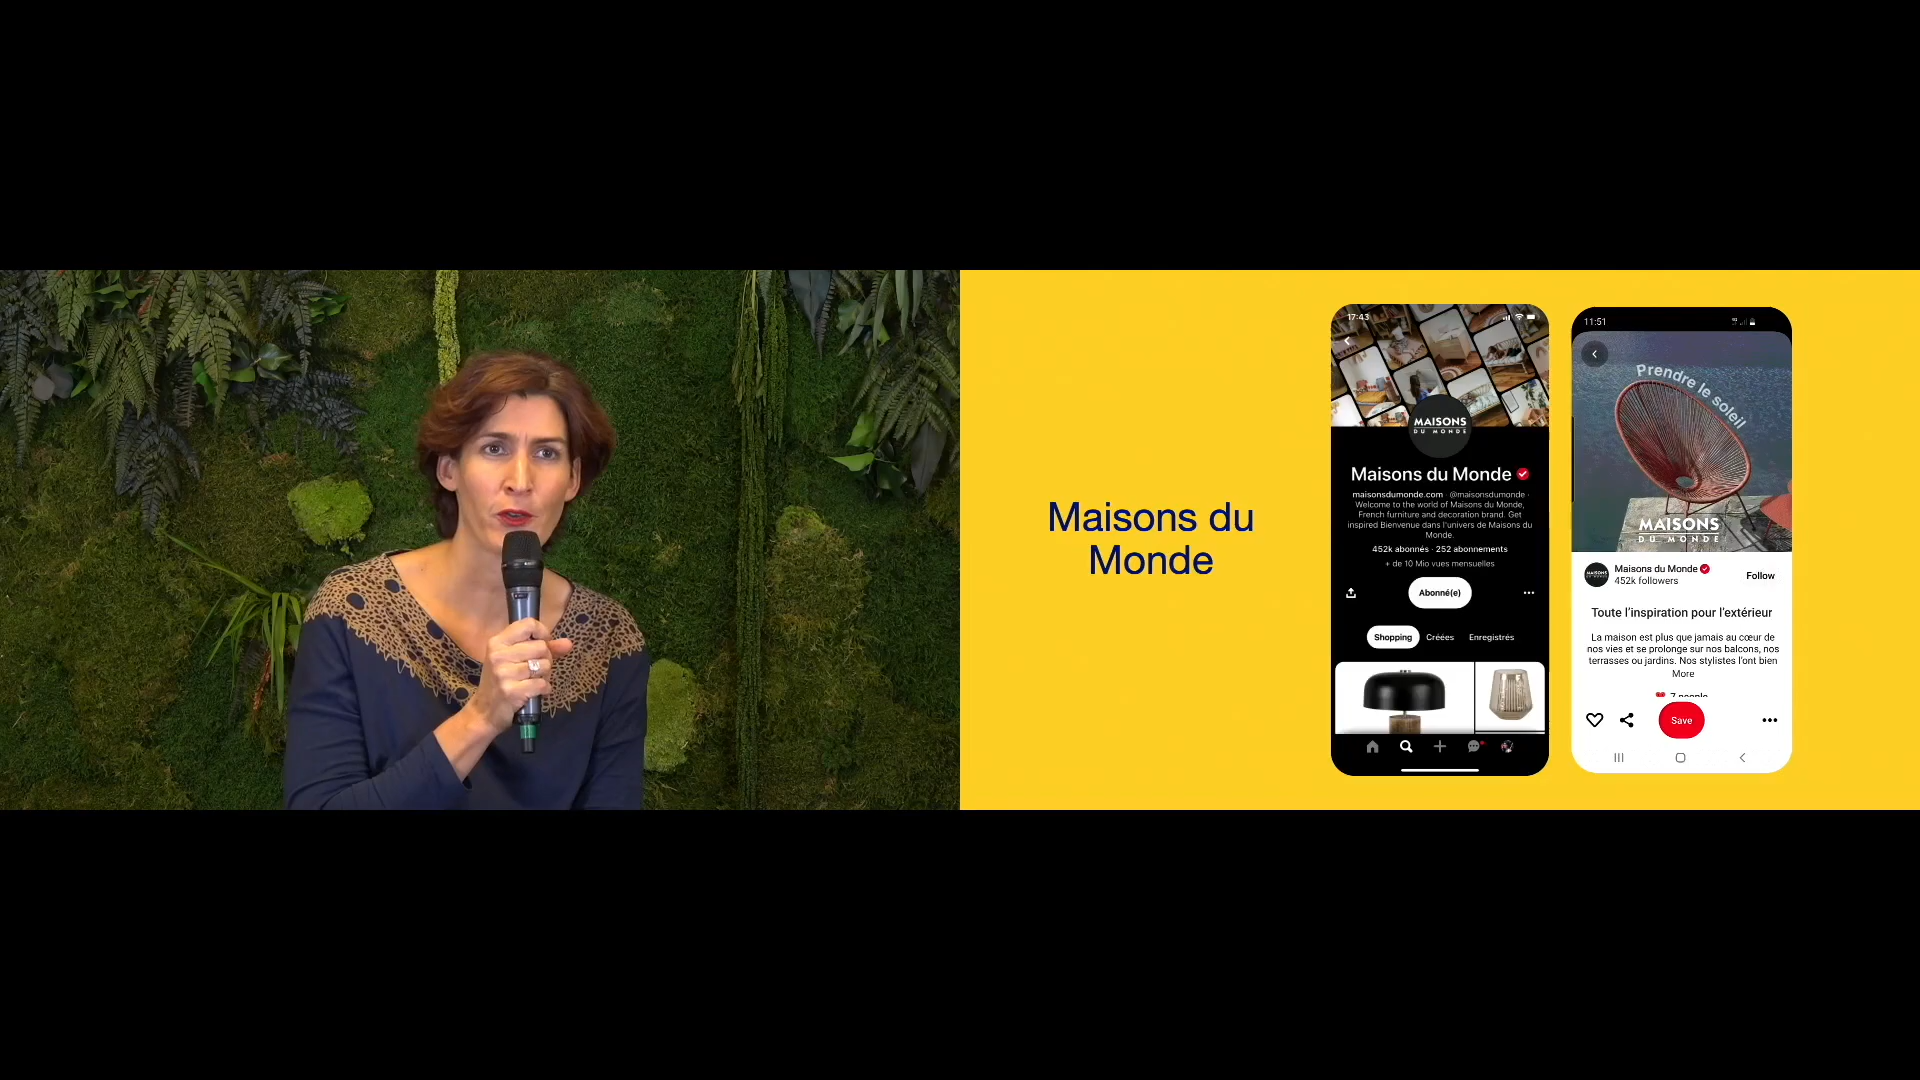 Maisons du
Monde
17:43
MAISONS
DU MONDE
Maisons du Monde
maisonsdumonde.com · @maisonsdumonde ·
Welcome to the world of Maisons du Monde,
French furniture and decoration brand. Get
inspired Bienvenue dans l'univers de Maisons du
Monde.
452k abonnés · 252 abonnements
+ de 10 Mio vues mensuelles
Abonné(e)
Shopping Créées Enregistrés
11:51
Prendre le soleil
MAISONS
DU MONDE
MAISONS
Maisons du Monde
452k followers
Follow
Toute l'inspiration pour l'extérieur
La maison est plus que jamais au cœur de
nos vies et se prolonge sur nos balcons, nos
terrasses ou jardins. Nos stylistes l'ont bien
More
7 people
Save